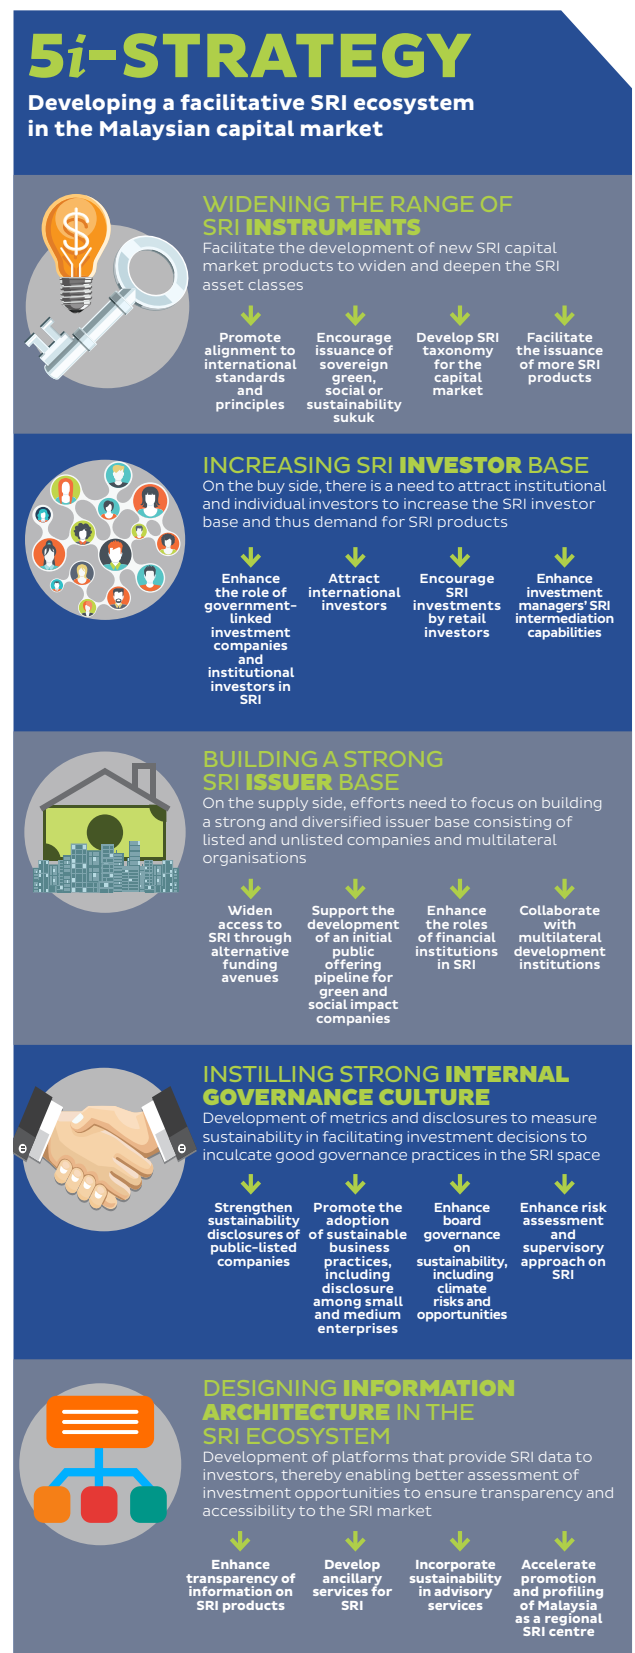 5i-STRATEGY
Developing a facilitative SRI ecosystem
in the Malaysian capital market
WIDENING THE RANGE OF
SRI INSTRUMENTS
Facilitate the development of new SRI capital
market products to widen and deepen the SRI
asset classes
Promote
alignment to
international
standards
and
principles
Encourage
issuance of
sovereign
green,
social or
sustainability
sukuk
Develop SRI
taxonomy
for the
capital
market
Facilitate
the issuance
of more SRI
products
INCREASING SRI INVESTOR BASE
On the buy side, there is a need to attract institutional
and individual investors to increase the SRI investor
base and thus demand for SRI products
Enhance
the role of
government-
linked
investment
companies
and
institutional
investors in
SRI
Attract
international
investors
Encourage
SRI
investments
by retail
investors
Enhance
investment
managers' SRI
intermediation
capabilities
BUILDING A STRONG
SRI ISSUER BASE
On the supply side, efforts need to focus on building
a strong and diversified issuer base consisting of
listed and unlisted companies and multilateral
organisations
Widen
access to
SRI through
alternative
funding
avenues
Support the
development
of an initial
public
offering
pipeline for
green and
social impact
companies
Enhance
the roles
of financial
institutions
in SRI
Collaborate
with
multilateral
development
institutions
INSTILLING STRONG INTERNAL
GOVERNANCE CULTURE
Development of metrics and disclosures to measure
sustainability in facilitating investment decisions to
inculcate good governance practices in the SRI space
Strengthen
sustainability
disclosures of
public-listed
companies
Promote the
adoption
of sustainable
business
practices,
including
disclosure
among small
and medium
enterprises
Enhance
board
governance
on
sustainability,
including
climate
risks and
opportunities
Enhance risk
assessment
and
supervisory
approach on
SRI
DESIGNING INFORMATION
ARCHITECTURE IN THE
SRI ECOSYSTEM
Development of platforms that provide SRI data to
investors, thereby enabling better assessment of
investment opportunities to ensure transparency and
accessibility to the SRI market
Enhance
transparency of
information on
SRI products
Develop
ancillary
services for
SRI
Incorporate
sustainability
in advisory
services
Accelerate
promotion
and profiling
of Malaysia
as a regional
SRI centre